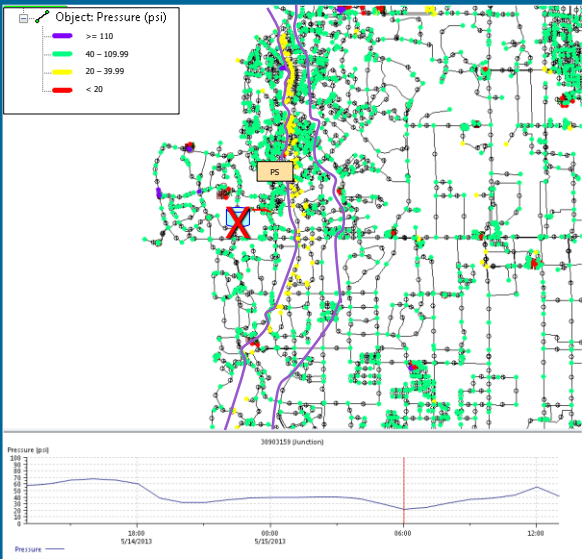 Object: Pressure (psi)
>= 110
40 – 109.99
20 – 39.99
< 20
PS
X
30903159 (Junction)
Pressure (psi)
100
90
80
70
60
50
40
30
20
10
0
18:00
5/14/2013
00:00
5/15/2013
06:00
12:00
Pressure